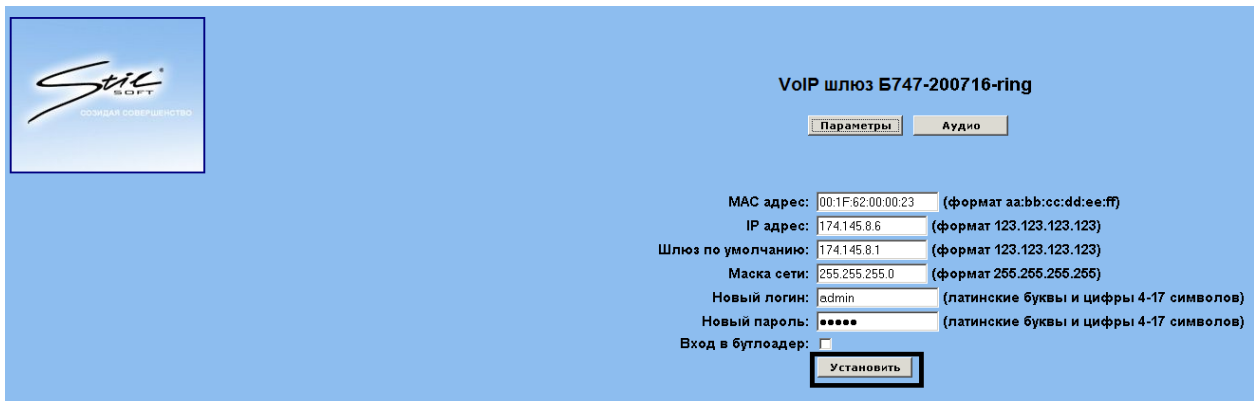 Stil
SOFT
СОЗИДАЯ СОВЕРШЕНСТВО
VoIP шлюз Б747-200716-ring
Параметры Аудио
MAC адрес: 00:1F:62:00:00:23 (формат aa:bb:cc:dd:ee:ff)
IP адрес: 174.145.8.6 (формат 123.123.123.123)
Шлюз по умолчанию: 174.145.8.1 (формат 123.123.123.123)
Маска сети: 255.255.255.0 (формат 255.255.255.255)
Новый логин: admin (латинские буквы и цифры 4-17 символов)
Новый пароль: ●●●●● (латинские буквы и цифры 4-17 символов)
Вход в бутлоадер:
Установить